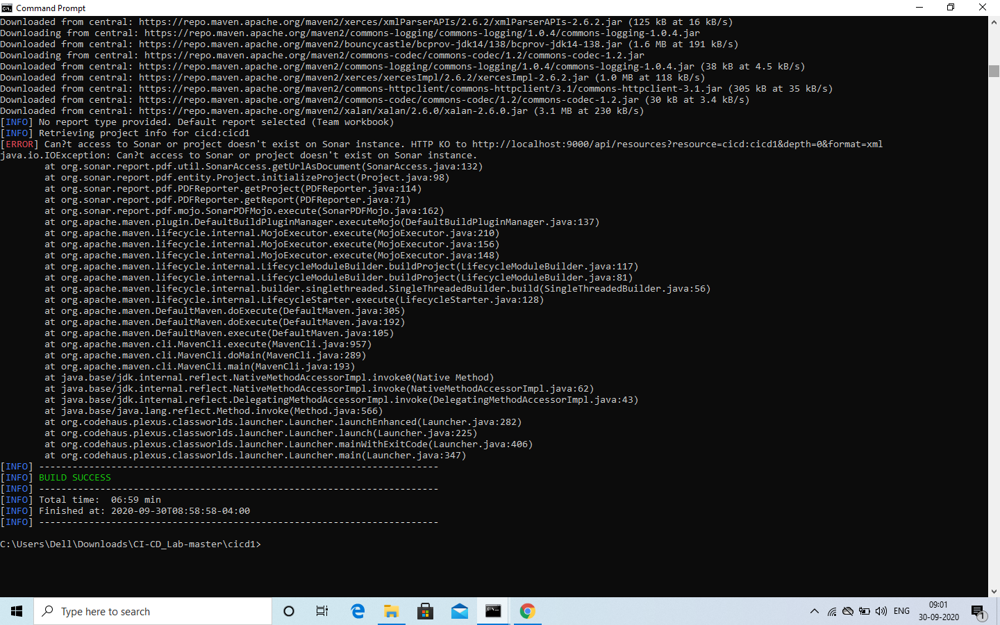 Command Prompt
Downloaded from central: https://repo.maven.apache.org/maven2/xerces/xmlParserAPIs/2.6.2/xmlParserAPIs-2.6.2.jar (125 kB at 16 kB/s)
Downloading from central: https://repo.maven.apache.org/maven2/commons-logging/commons-logging/1.0.4/commons-logging-1.0.4.jar
Downloaded from central: https://repo.maven.apache.org/maven2/bouncycastle/bcprov-jdk14/138/bcprov-jdk14-138.jar (1.6 MB at 191 kB/s)
Downloading from central: https://repo.maven.apache.org/maven2/commons-codec/commons-codec/1.2/commons-codec-1.2.jar
Downloaded from central: https://repo.maven.apache.org/maven2/commons-logging/commons-logging/1.0.4/commons-logging-1.0.4.jar (38 kB at 4.5 kB/s)
Downloaded from central: https://repo.maven.apache.org/maven2/xerces/xercesImpl/2.6.2/xercesImpl-2.6.2.jar (1.0 MB at 118 kB/s)
Downloaded from central: https://repo.maven.apache.org/maven2/commons-httpclient/commons-httpclient/3.1/commons-httpclient-3.1.jar (305 kB at 35 kB/s)
Downloaded from central: https://repo.maven.apache.org/maven2/commons-codec/commons-codec/1.2/commons-codec-1.2.jar (30 kB at 3.4 kB/s)
Downloaded from central: https://repo.maven.apache.org/maven2/xalan/xalan/2.6.0/xalan-2.6.0.jar (3.1 MB at 230 kB/s)
[INFO] No report type provided. Default report selected (Team workbook)
[INFO] Retrieving project info for cicd:cicd1
[ERROR] Can?t access to Sonar or project doesn't exist on Sonar instance. HTTP KO to http://localhost:9000/api/resources?resource=cicd:cicd1&depth=0&format=xml
java.io.IOException: Can?t access to Sonar or project doesn't exist on Sonar instance.
at org.sonar.report.pdf.util.SonarAccess.getUrlAsDocument(SonarAccess.java:132)
at org.sonar.report.pdf.entity.Project.initializeProject(Project.java:98)
at org.sonar.report.pdf.PDFReporter.getProject(PDFReporter.java:114)
at org.sonar.report.pdf.PDFReporter.getReport(PDFReporter.java:71)
at org.sonar.report.pdf.mojo.SonarPDFMojo.execute(SonarPDFMojo.java:162)
at org.apache.maven.plugin.DefaultBuildPluginManager.executeMojo(DefaultBuildPluginManager.java:137)
at org.apache.maven.lifecycle.internal.MojoExecutor.execute(MojoExecutor.java:210)
at org.apache.maven.lifecycle.internal.MojoExecutor.execute(MojoExecutor.java:156)
at org.apache.maven.lifecycle.internal.MojoExecutor.execute(MojoExecutor.java:148)
at org.apache.maven.lifecycle.internal.LifecycleModuleBuilder.buildProject(LifecycleModuleBuilder.java:117)
at org.apache.maven.lifecycle.internal.LifecycleModuleBuilder.buildProject(LifecycleModuleBuilder.java:81)
at org.apache.maven.lifecycle.internal.builder.singlethreaded.SingleThreadedBuilder.build(SingleThreadedBuilder.java:56)
at org.apache.maven.lifecycle.internal.LifecycleStarter.execute(LifecycleStarter.java:128)
at org.apache.maven.DefaultMaven.doExecute(DefaultMaven.java:305)
at org.apache.maven.DefaultMaven.doExecute(DefaultMaven.java:192)
at org.apache.maven.DefaultMaven.execute(DefaultMaven.java:105)
at org.apache.maven.cli.MavenCli.execute(MavenCli.java:957)
at org.apache.maven.cli.MavenCli.doMain(MavenCli.java:289)
at org.apache.maven.cli.MavenCli.main(MavenCli.java:193)
at java.base/jdk.internal.reflect.NativeMethodAccessorImpl.invoke0(Native Method)
at java.base/jdk.internal.reflect.NativeMethodAccessorImpl.invoke(NativeMethodAccessorImpl.java:62)
at java.base/jdk.internal.reflect.DelegatingMethodAccessorImpl.invoke(DelegatingMethodAccessorImpl.java:43)
at java.base/java.lang.reflect.Method.invoke(Method.java:566)
at org.codehaus.plexus.classworlds.launcher.Launcher.launchEnhanced(Launcher.java:282)
at org.codehaus.plexus.classworlds.launcher.Launcher.launch(Launcher.java:225)
at org.codehaus.plexus.classworlds.launcher.Launcher.mainWithExitCode(Launcher.java:406)
at org.codehaus.plexus.classworlds.launcher.Launcher.main(Launcher.java:347)
[INFO] ------------------------------------------------------------------------
[INFO] BUILD SUCCESS
[INFO] ------------------------------------------------------------------------
[INFO] Total time:  06:59 min
[INFO] Finished at: 2020-09-30T08:58:58-04:00
[INFO] ------------------------------------------------------------------------
C:\Users\Dell\Downloads\CI-CD_Lab-master\cicd1>
Type here to search
ENG
09:01
30-09-2020
1